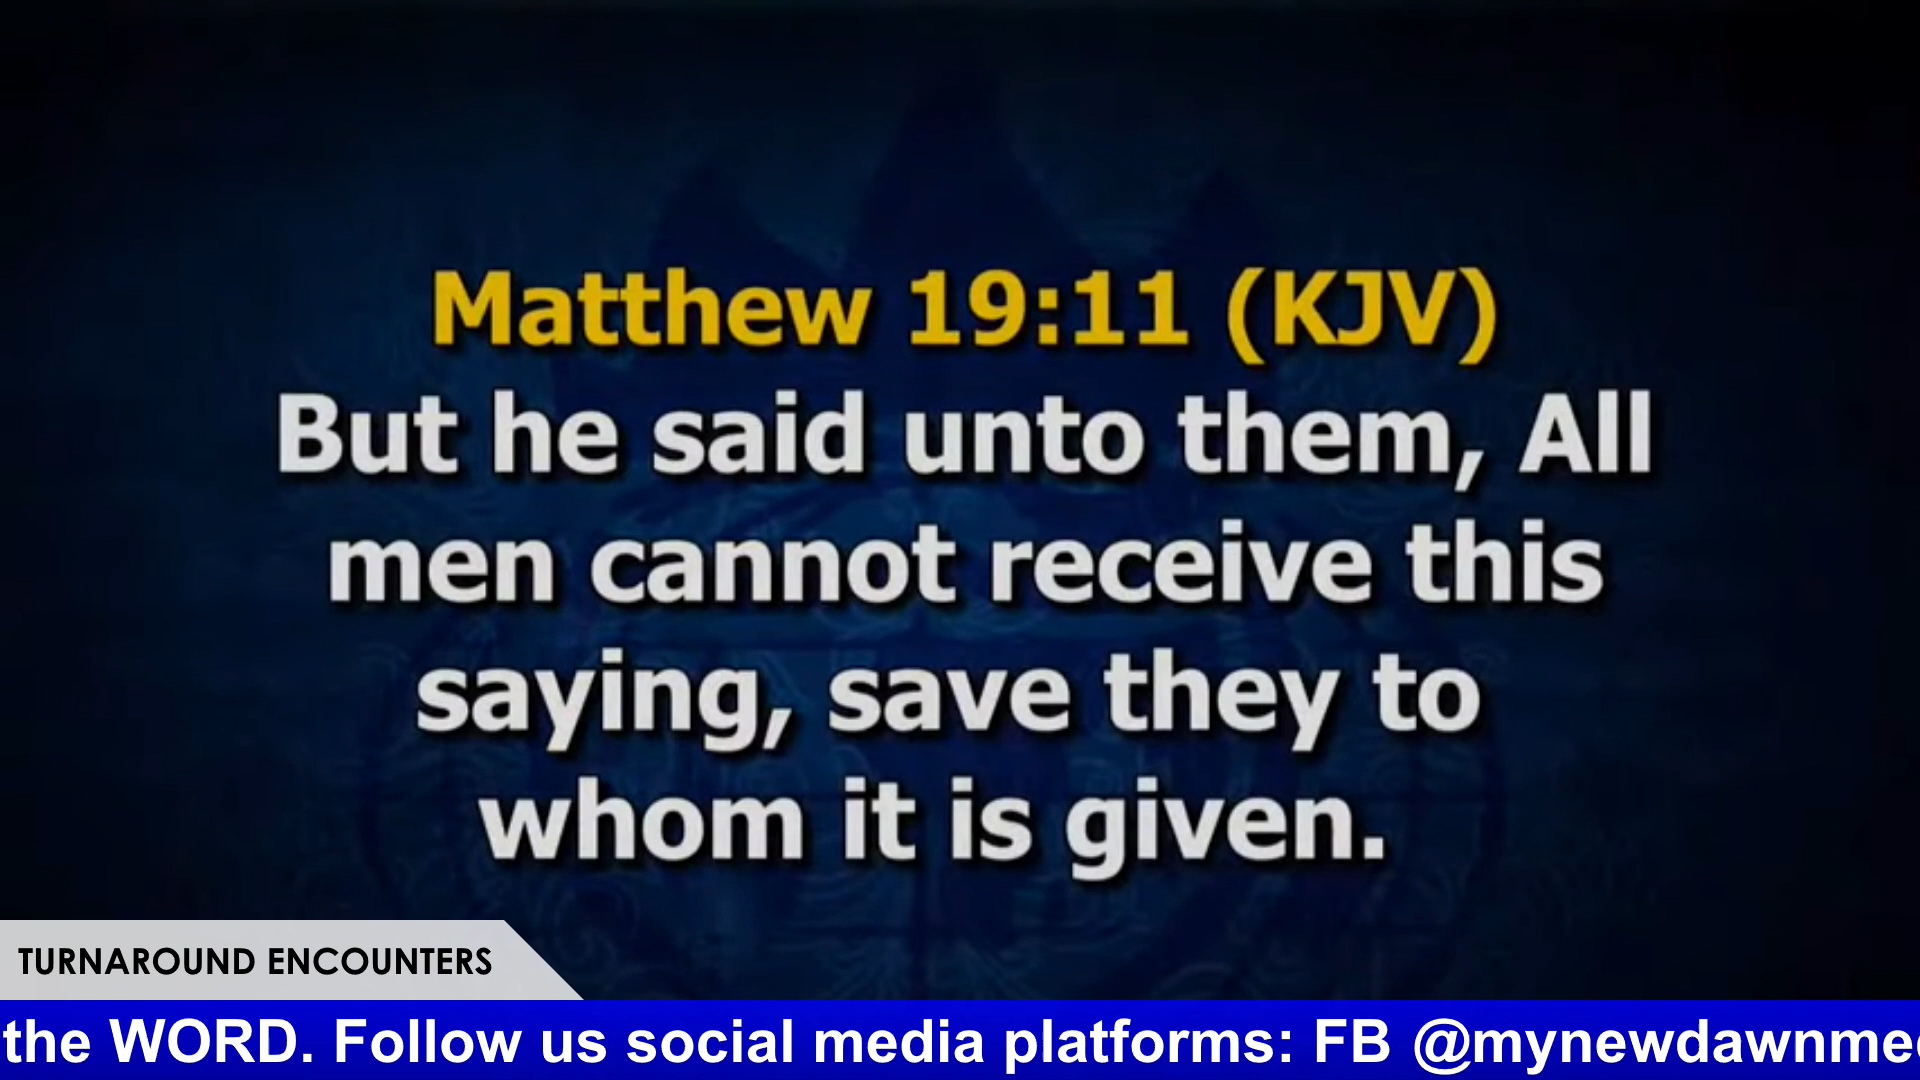 Matthew 19:11 (KJV)
But he said unto them, All
men cannot receive this
saying, save they to
whom it is given.
TURNAROUND ENCOUNTERS
the WORD. Follow us social media platforms: FB @mynewdawnme